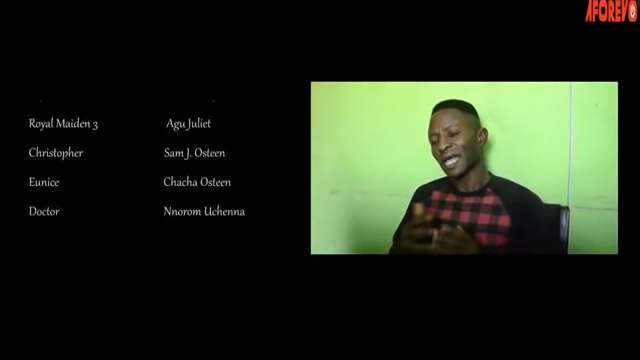 AFOREVO
Royal Maiden 3 Agu Juliet
Christopher Sam J. Osteen
Eunice Chacha Osteen
Doctor Nnorom Uchenna